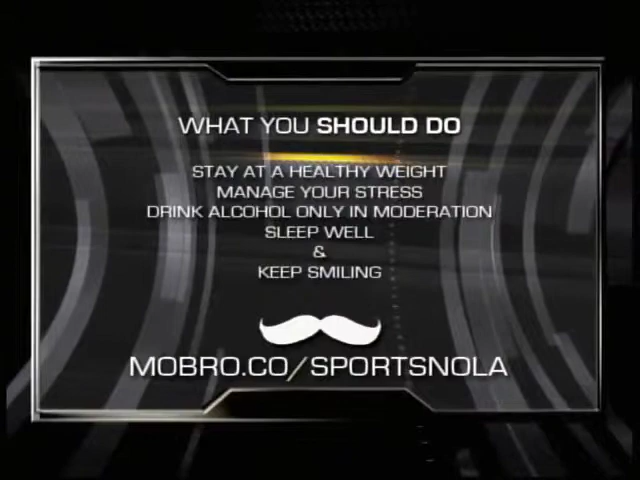 WHAT YOU SHOULD DO
STAY AT A HEALTHY WEIGHT
MANAGE YOUR STRESS
DRINK ALCOHOL ONLY IN MODERATION
SLEEP WELL
&
KEEP SMILING
MOBRO.CO/SPORTSNOLA